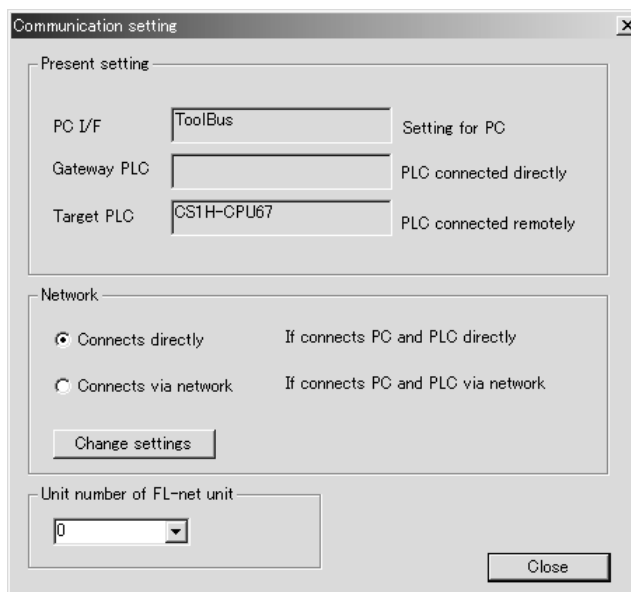 Communication setting
Present setting
PC I/F ToolBus Setting for PC
Gateway PLC PLC connected directly
Target PLC CS1H-CPU67 PLC connected remotely
Network
Connects directly If connects PC and PLC directly
Connects via network If connects PC and PLC via network
Change settings
Unit number of FL-net unit
0
Close